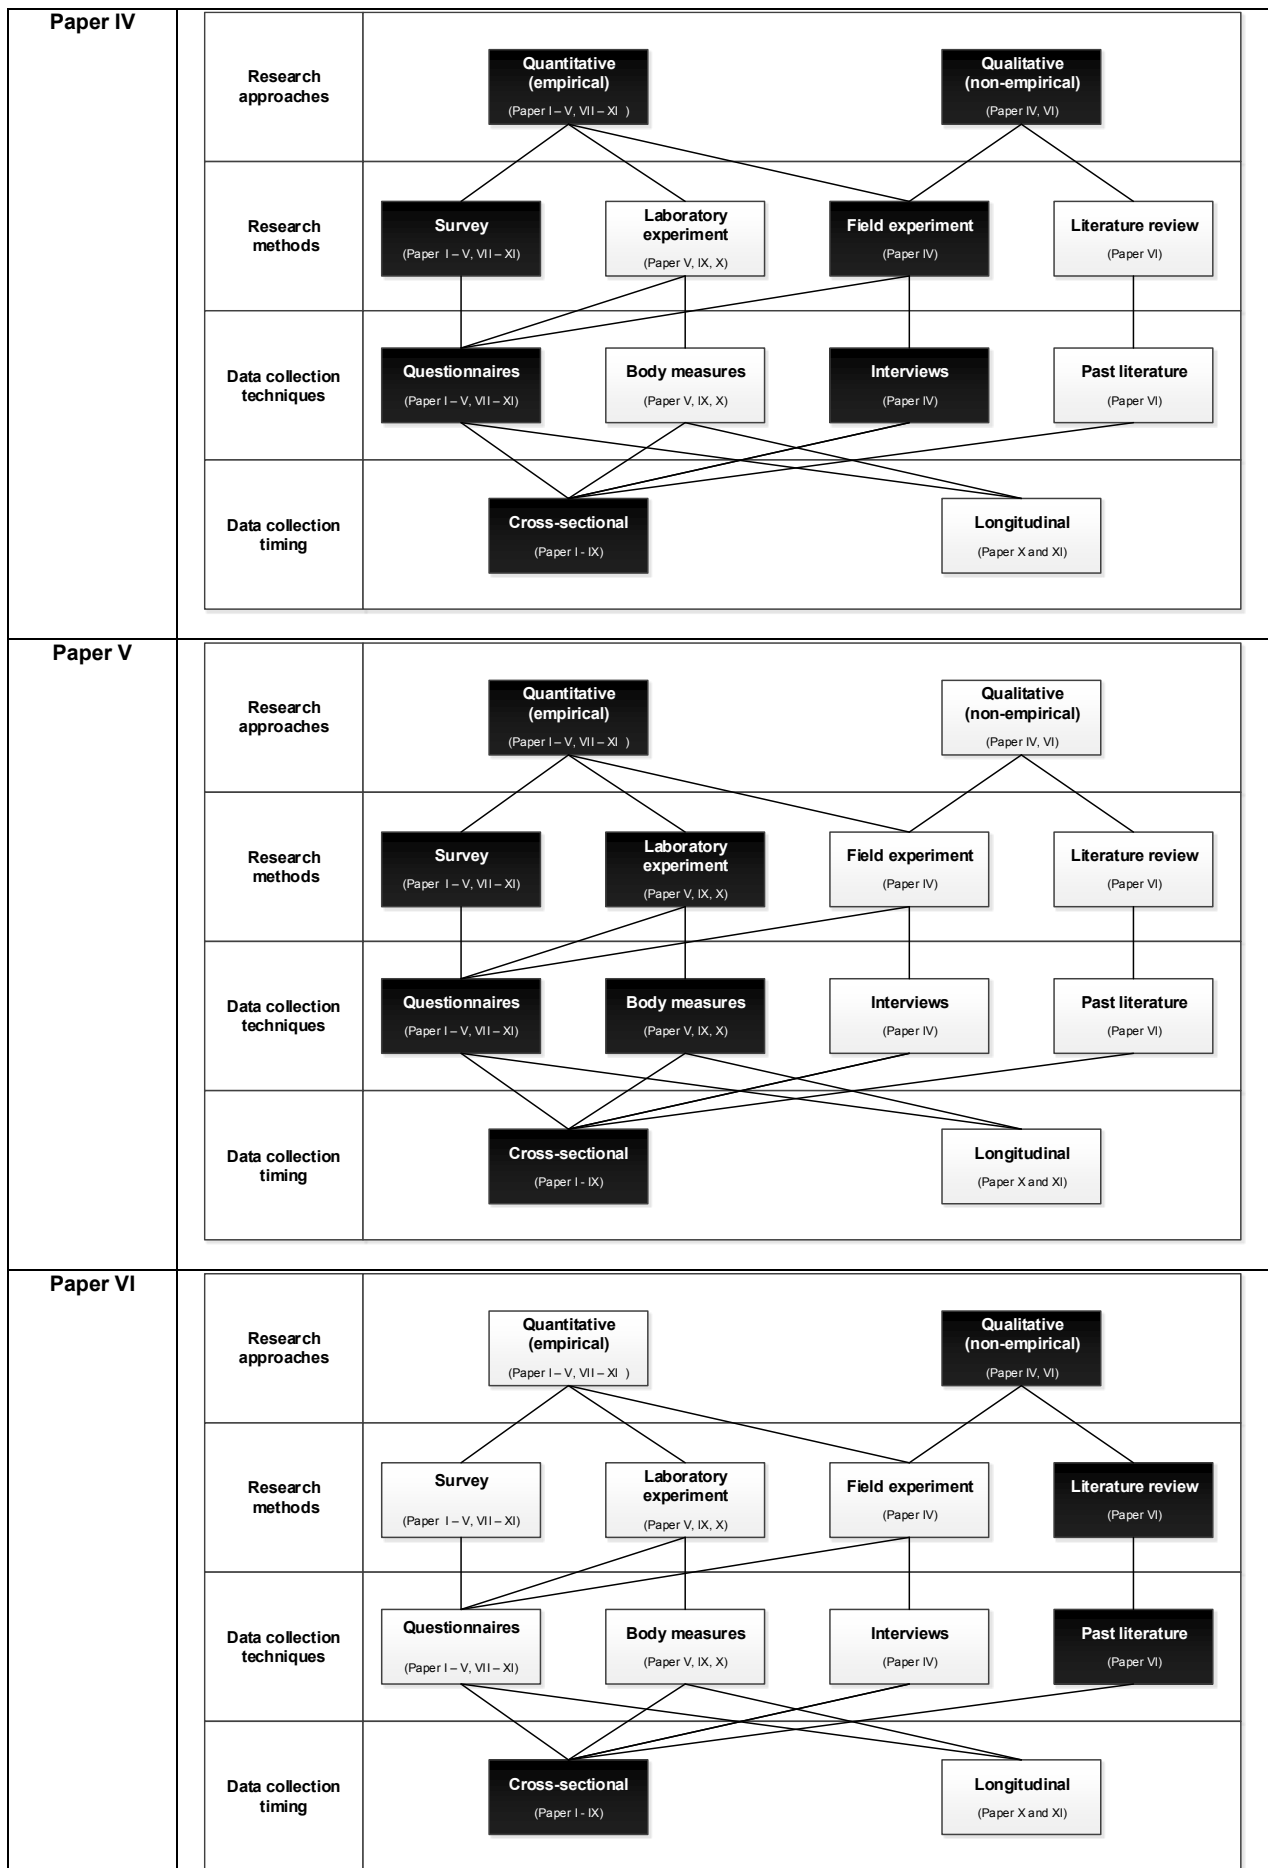 Paper IV
Research
approaches
Quantitative
(empirical)
(Paper I – V, VII – XI )
Qualitative
(non-empirical)
(Paper IV, VI)
Research
methods
Survey
(Paper I – V, VII – XI)
Laboratory
experiment
(Paper V, IX, X)
Field experiment
(Paper IV)
Literature review
(Paper VI)
Data collection
techniques
Questionnaires
(Paper I – V, VII – XI)
Body measures
(Paper V, IX, X)
Interviews
(Paper IV)
Past literature
(Paper VI)
Data collection
timing
Cross-sectional
(Paper I - IX)
Longitudinal
(Paper X and XI)
Paper V
Research
approaches
Quantitative
(empirical)
(Paper I – V, VII – XI )
Qualitative
(non-empirical)
(Paper IV, VI)
Research
methods
Survey
(Paper I – V, VII – XI)
Laboratory
experiment
(Paper V, IX, X)
Field experiment
(Paper IV)
Literature review
(Paper VI)
Data collection
techniques
Questionnaires
(Paper I – V, VII – XI)
Body measures
(Paper V, IX, X)
Interviews
(Paper IV)
Past literature
(Paper VI)
Data collection
timing
Cross-sectional
(Paper I - IX)
Longitudinal
(Paper X and XI)
Paper VI
Research
approaches
Quantitative
(empirical)
(Paper I – V, VII – XI )
Qualitative
(non-empirical)
(Paper IV, VI)
Research
methods
Survey
(Paper I – V, VII – XI)
Laboratory
experiment
(Paper V, IX, X)
Field experiment
(Paper IV)
Literature review
(Paper VI)
Data collection
techniques
Questionnaires
(Paper I – V, VII – XI)
Body measures
(Paper V, IX, X)
Interviews
(Paper IV)
Past literature
(Paper VI)
Data collection
timing
Cross-sectional
(Paper I - IX)
Longitudinal
(Paper X and XI)